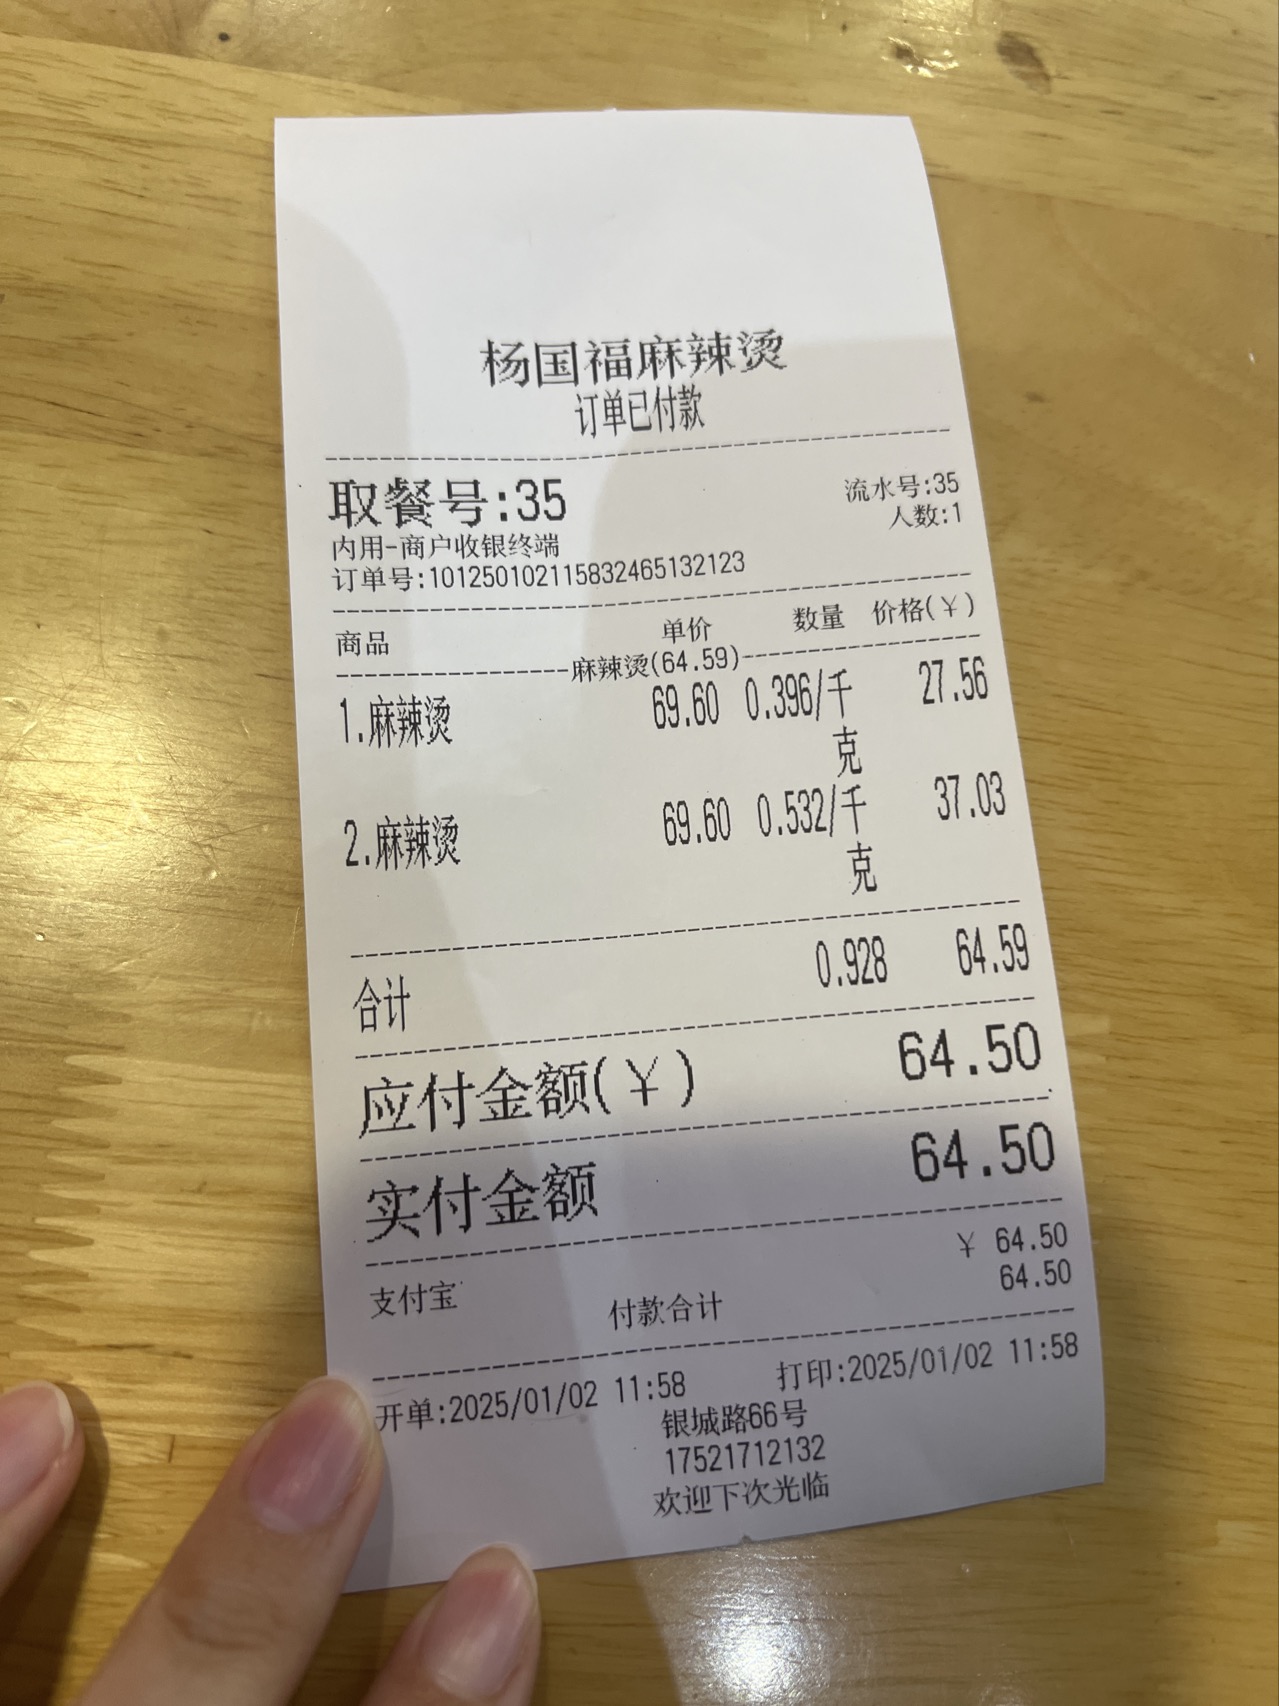 杨国福麻辣烫
订单已付款
取餐号:35 流水号:35
人数:1
内用-商户收银终端
订单号:101250102115832465132123
商品 单价 数量 价格(￥)
麻辣烫(64.59)
1.麻辣烫 69.60 0.396/千 27.56
克
2.麻辣烫 69.60 0.532/千 37.03
克
合计 0.928 64.59
应付金额(￥) 64.50
实付金额 64.50
支付宝 ￥ 64.50
付款合计 64.50
开单:2025/01/02 11:58 打印:2025/01/02 11:58
银城路66号
17521712132
欢迎下次光临